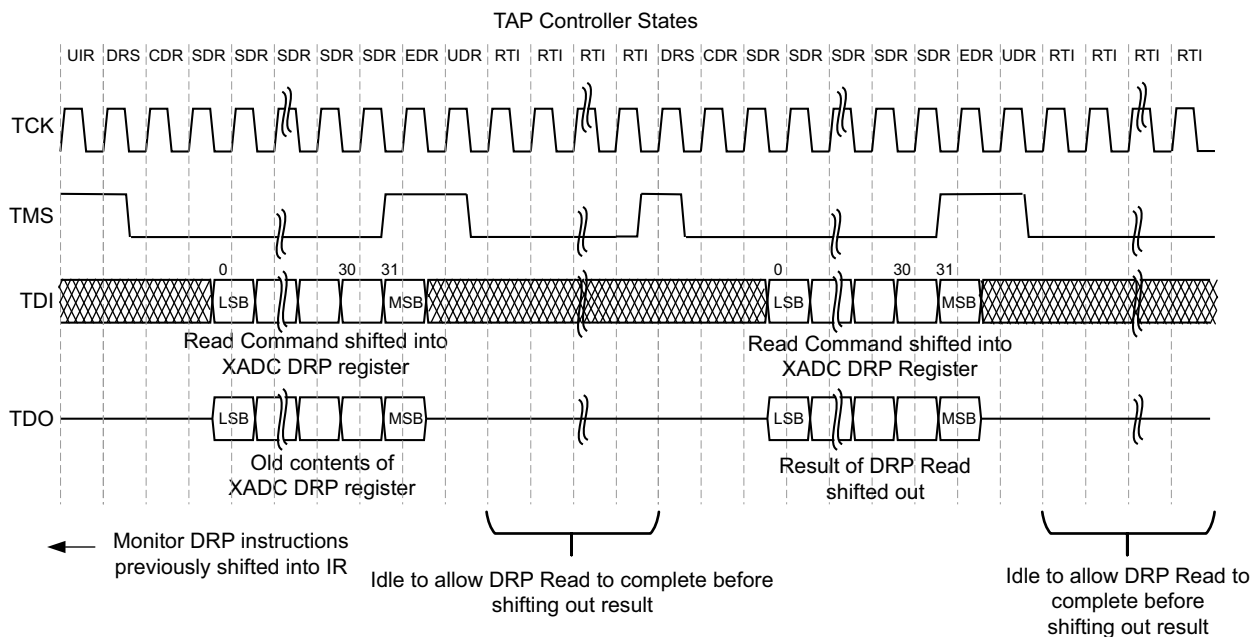 TAP Controller States
UIR DRS CDR SDR SDR SDR SDR SDR EDR UDR RTI RTI RTI RTI DRS CDR SDR SDR SDR SDR SDR EDR UDR RTI RTI RTI RTI
TCK
TMS
0 30 31 0 30 31
TDI LSB MSB LSB MSB
Read Command shifted into
XADC DRP register
Read Command shifted into
XADC DRP Register
TDO LSB MSB LSB MSB
Old contents of
XADC DRP register
Result of DRP Read
shifted out
Monitor DRP instructions
previously shifted into IR
Idle to allow DRP Read to complete before
shifting out result
Idle to allow DRP Read to
complete before
shifting out result